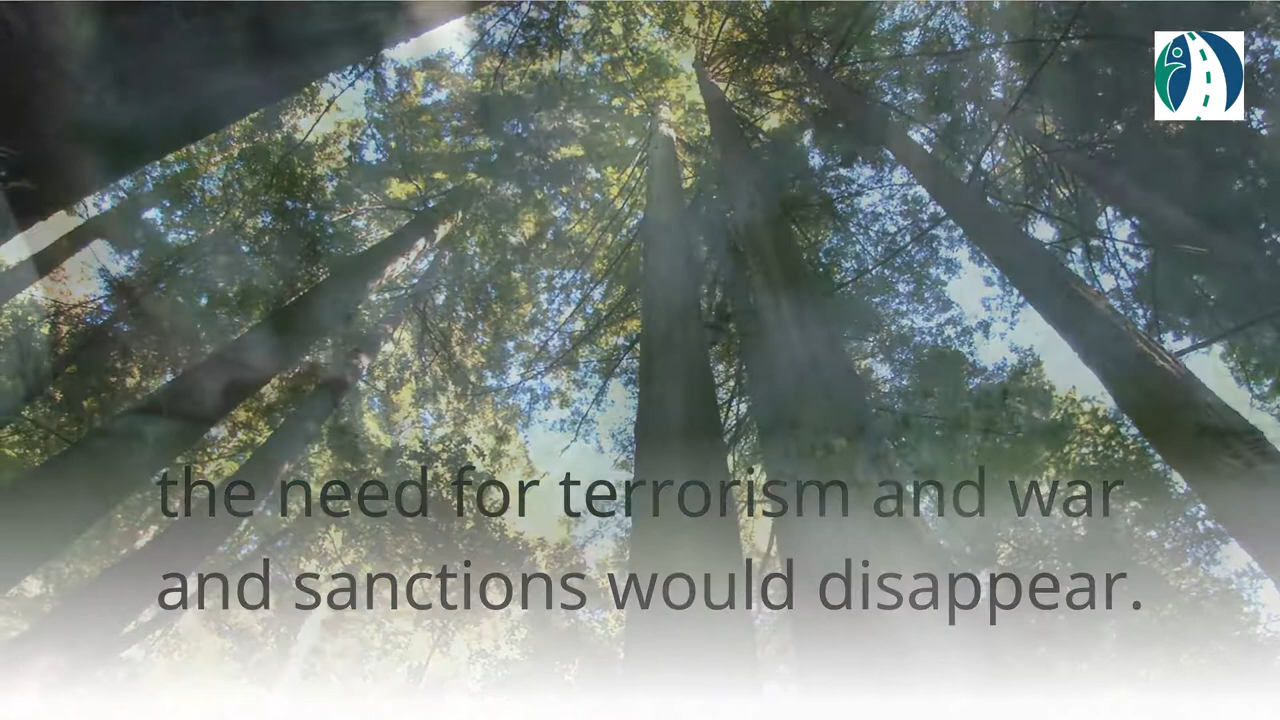 the need for terrorism and war
and sanctions would disappear.